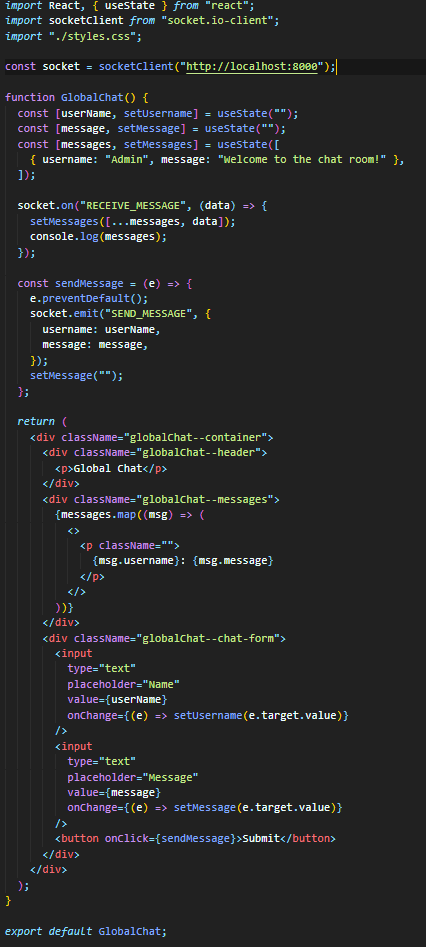 import React, { useState } from "react";
import socketClient from "socket.io-client";
import "./styles.css";

const socket = socketClient("http://localhost:8000");

function GlobalChat() {
  const [userName, setUsername] = useState("");
  const [message, setMessage] = useState("");
  const [messages, setMessages] = useState([
    { username: "Admin", message: "Welcome to the chat room!" },
  ]);

  socket.on("RECEIVE_MESSAGE", (data) => {
    setMessages([...messages, data]);
    console.log(messages);
  });

  const sendMessage = (e) => {
    e.preventDefault();
    socket.emit("SEND_MESSAGE", {
      username: userName,
      message: message,
    });
    setMessage("");
  };

  return (
    <div className="globalChat--container">
      <div className="globalChat--header">
        <p>Global Chat</p>
      </div>
      <div className="globalChat--messages">
        {messages.map((msg) => (
          <>
            <p className="">
              {msg.username}: {msg.message}
            </p>
          </>
        ))}
      </div>
      <div className="globalChat--chat-form">
        <input
          type="text"
          placeholder="Name"
          value={userName}
          onChange={(e) => setUsername(e.target.value)}
        />
        <input
          type="text"
          placeholder="Message"
          value={message}
          onChange={(e) => setMessage(e.target.value)}
        />
        <button onClick={sendMessage}>Submit</button>
      </div>
    </div>
  );
}

export default GlobalChat;